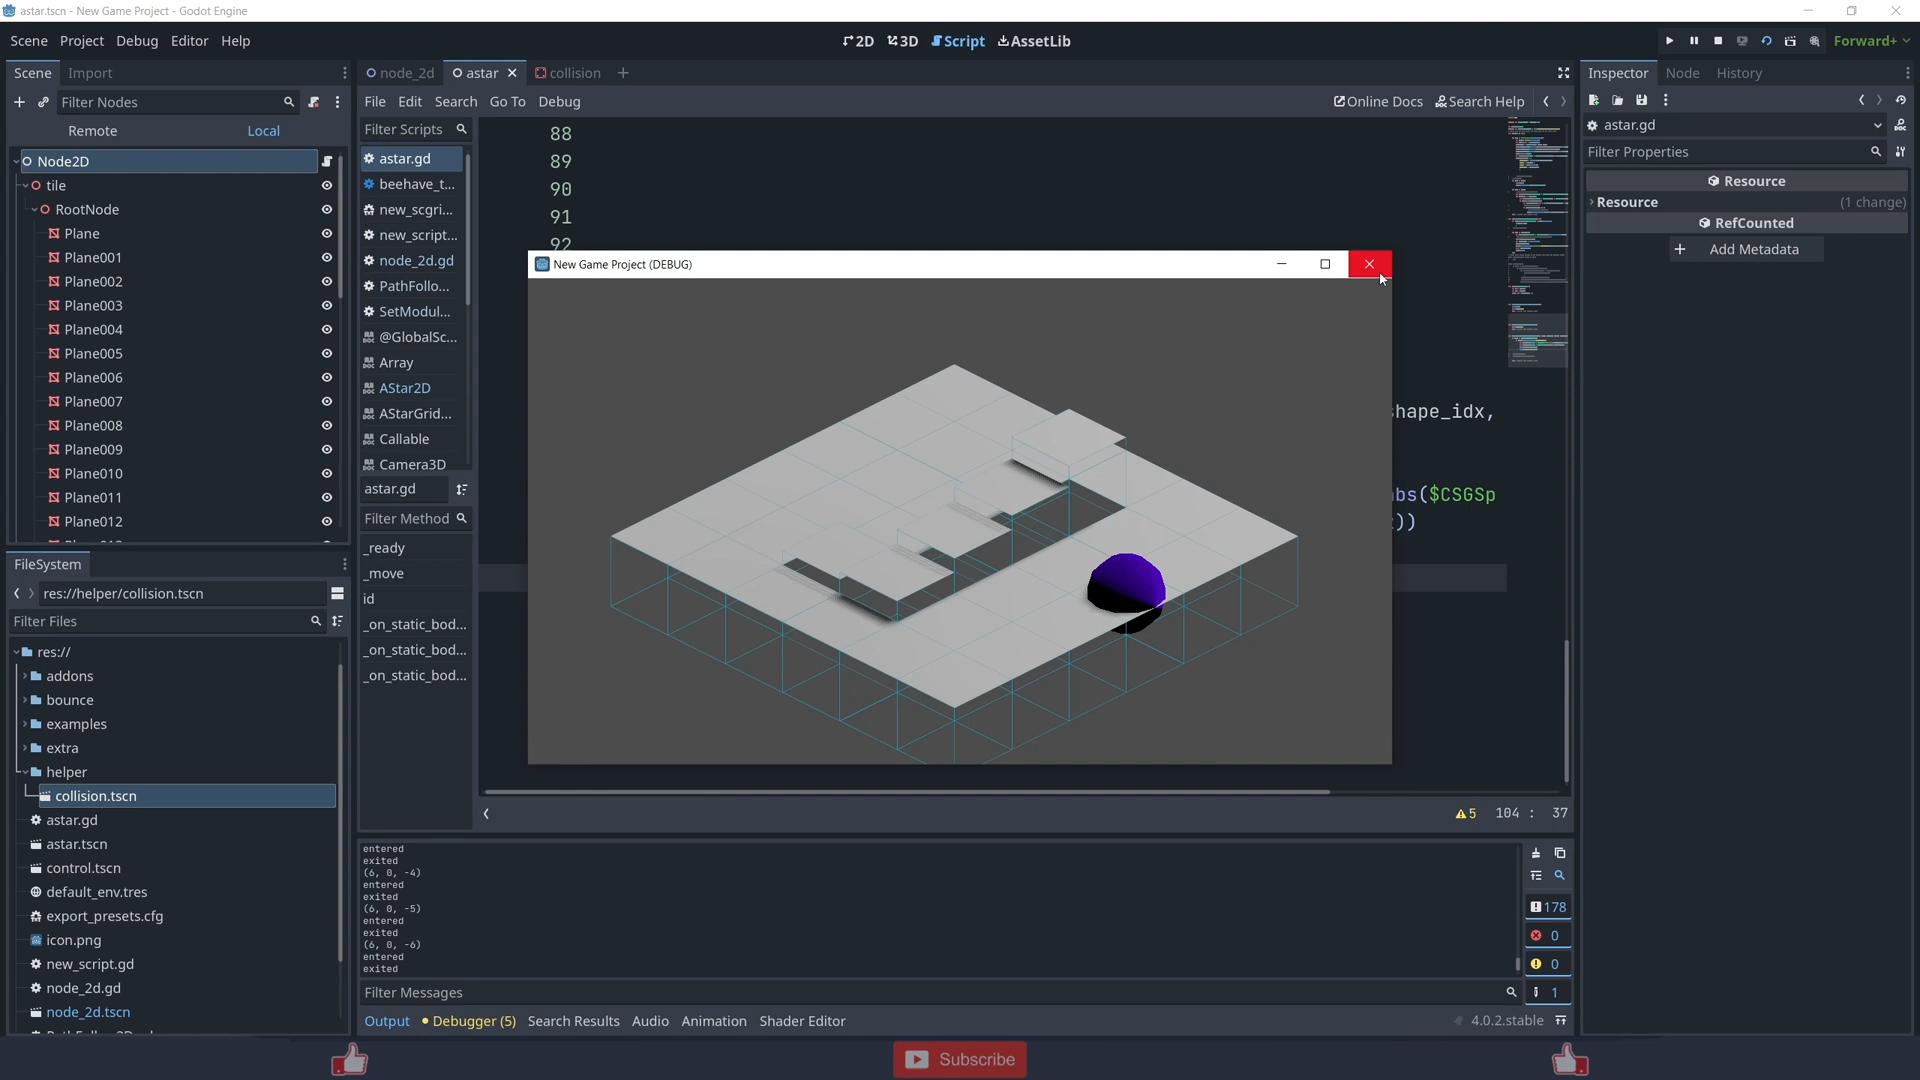 astar.tscn - New Game Project - Godot Engine
Scene Project Debug Editor Help
2D 3D Script AssetLib
Forward+
Scene Import
Filter Nodes
Remote Local
Node2D
tile
RootNode
Plane
Plane001
Plane002
Plane003
Plane004
Plane005
Plane006
Plane007
Plane008
Plane009
Plane010
Plane011
Plane012
FileSystem
res://helper/collision.tscn
Filter Files
res://
addons
bounce
examples
extra
helper
collision.tscn
astar.gd
astar.tscn
control.tscn
default_env.tres
export_presets.cfg
icon.png
new_script.gd
node_2d.gd
node_2d.tscn
node_2d astar collision
File Edit Search Go To Debug
Online Docs Search Help
Filter Scripts
astar.gd
beehave_t...
new_scgri...
new_script...
node_2d.gd
PathFollo...
SetModul...
@GlobalSc...
Array
AStar2D
AStarGrid...
Callable
Camera3D
astar.gd
Filter Method
_ready
_move
id
_on_static_bod...
_on_static_bod...
_on_static_bod...
88
89
90
91
92
New Game Project (DEBUG)
hape_idx,
bs($CSGSp
))
5 104 : 37
entered
exited
(6, 0, -4)
entered
exited
(6, 0, -5)
entered
exited
(6, 0, -6)
entered
exited
178
0
0
1
Filter Messages
Output Debugger (5) Search Results Audio Animation Shader Editor
4.0.2.stable
Inspector Node History
astar.gd
Filter Properties
Resource
Resource (1 change)
RefCounted
Add Metadata
Subscribe